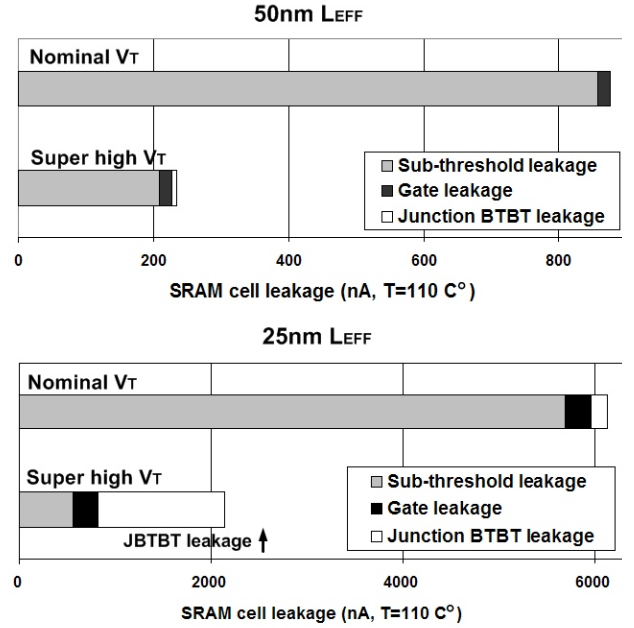 50nm LEFF
Nominal VT
Super high VT
Sub-threshold leakage
Gate leakage
Junction BTBT leakage
0 200 400 600 800
SRAM cell leakage (nA, T=110 C°)
25nm LEFF
Nominal VT
Super high VT
Sub-threshold leakage
Gate leakage
Junction BTBT leakage
JBTBT leakage
0 2000 4000 6000
SRAM cell leakage (nA, T=110 C°)